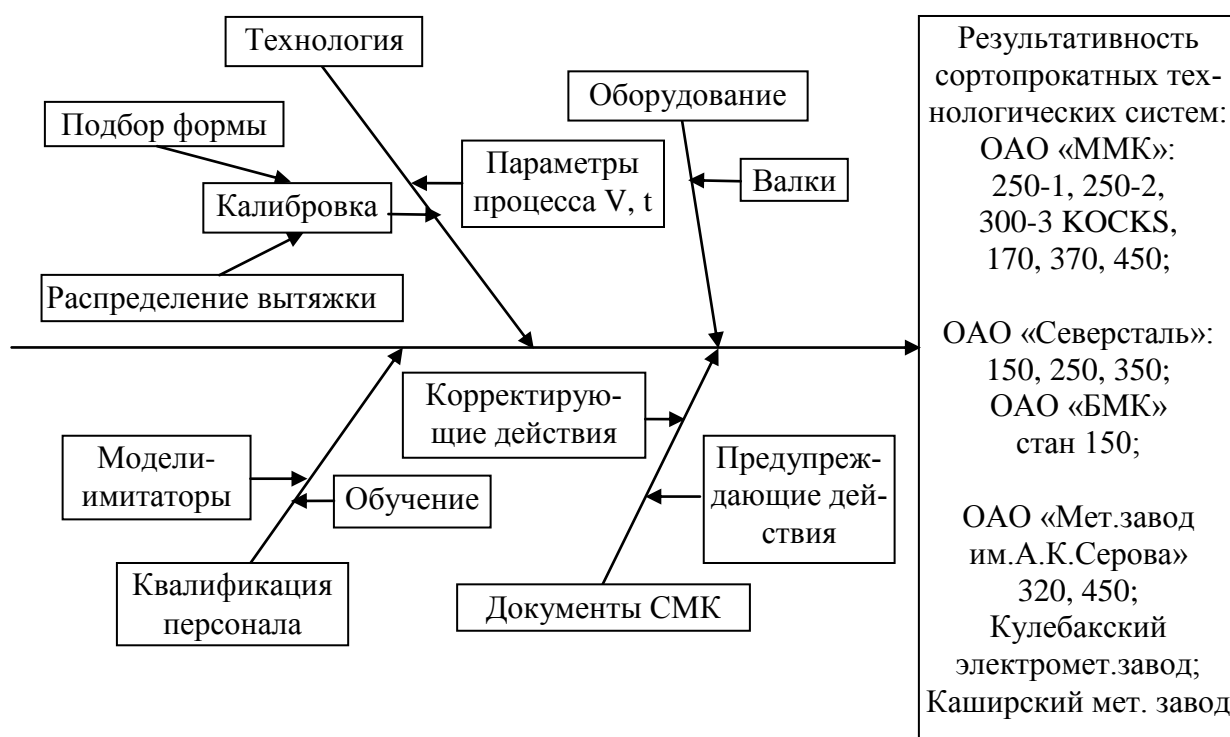 Технология
Оборудование
Подбор формы
Параметры
процесса V, t
Валки
Калибровка
Распределение вытяжки
Корректирую-
щие действия
Модели-
имитаторы
Обучение
Предупреж-
дающие дей-
ствия
Квалификация
персонала
Документы СМК
Результативность
сортопрокатных тех-
нологических систем:
ОАО «ММК»:
250-1, 250-2,
300-3 KOCKS,
170, 370, 450;
ОАО «Северсталь»:
150, 250, 350;
ОАО «БМК»
стан 150;
ОАО «Мет.завод
им.А.К.Серова»
320, 450;
Кулебакский
электромет.завод;
Каширский мет. завод